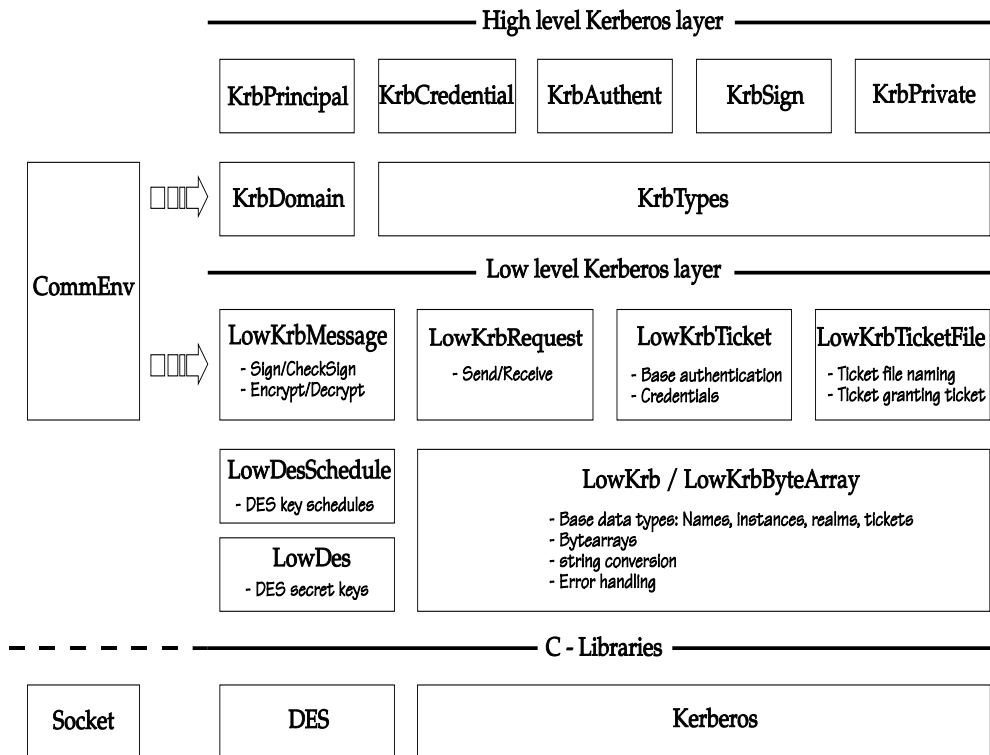 High level Kerberos layer
KrbPrincipal
KrbCredential
KrbAuthent
KrbSign
KrbPrivate
CommEnv
KrbDomain
KrbTypes
Low level Kerberos layer
LowKrbMessage
- Sign/CheckSign
- Encrypt/Decrypt
LowKrbRequest
- Send/Receive
LowKrbTicket
- Base authentication
- Credentials
LowKrbTicketFile
- Ticket file naming
- Ticket granting ticket
LowDesSchedule
- DES key schedules
LowDes
- DES secret keys
LowKrb / LowKrbByteArray
- Base data types: Names, instances, realms, tickets
- Bytearrays
- string conversion
- Error handling
C - Libraries
Socket
DES
Kerberos